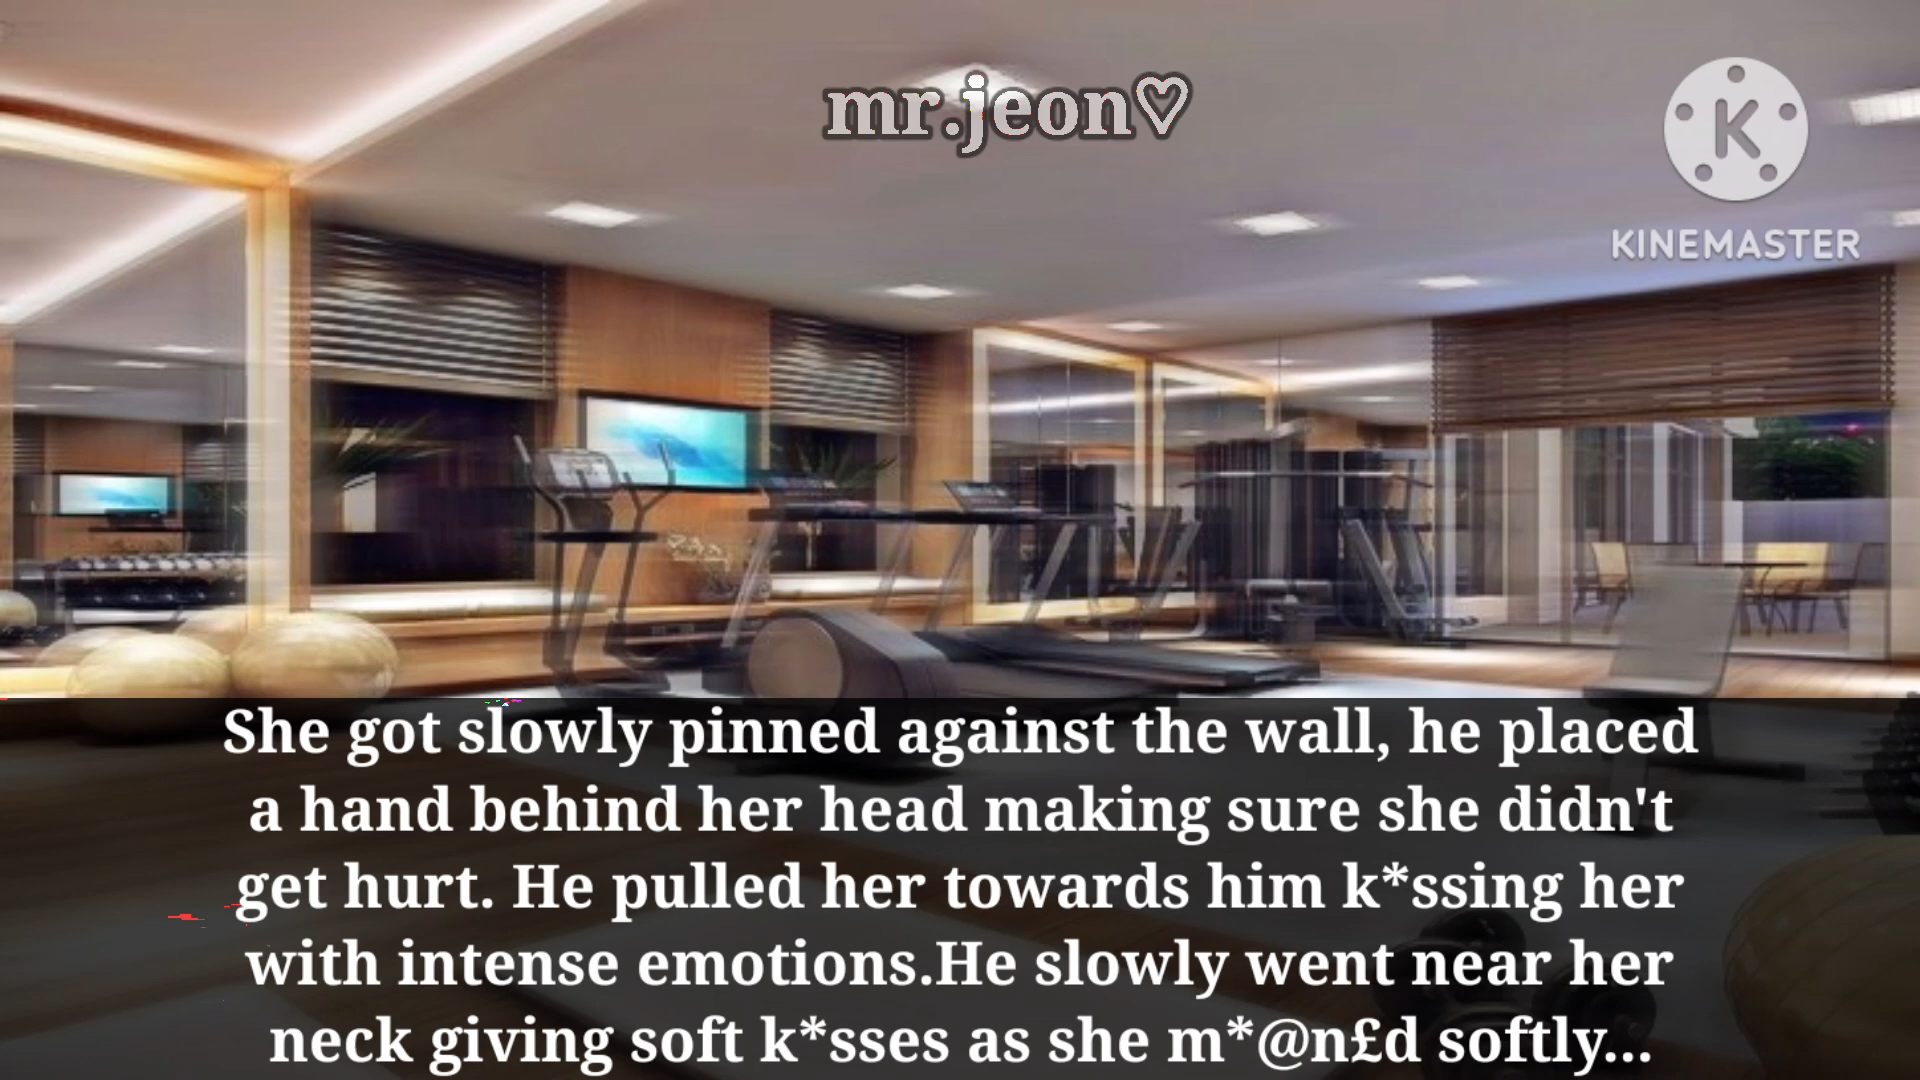 mr.jeon♡
K
KINEMASTER
She got slowly pinned against the wall, he placed
a hand behind her head making sure she didn't
get hurt. He pulled her towards him k*ssing her
with intense emotions.He slowly went near her
neck giving soft k*sses as she m*@n£d softly...